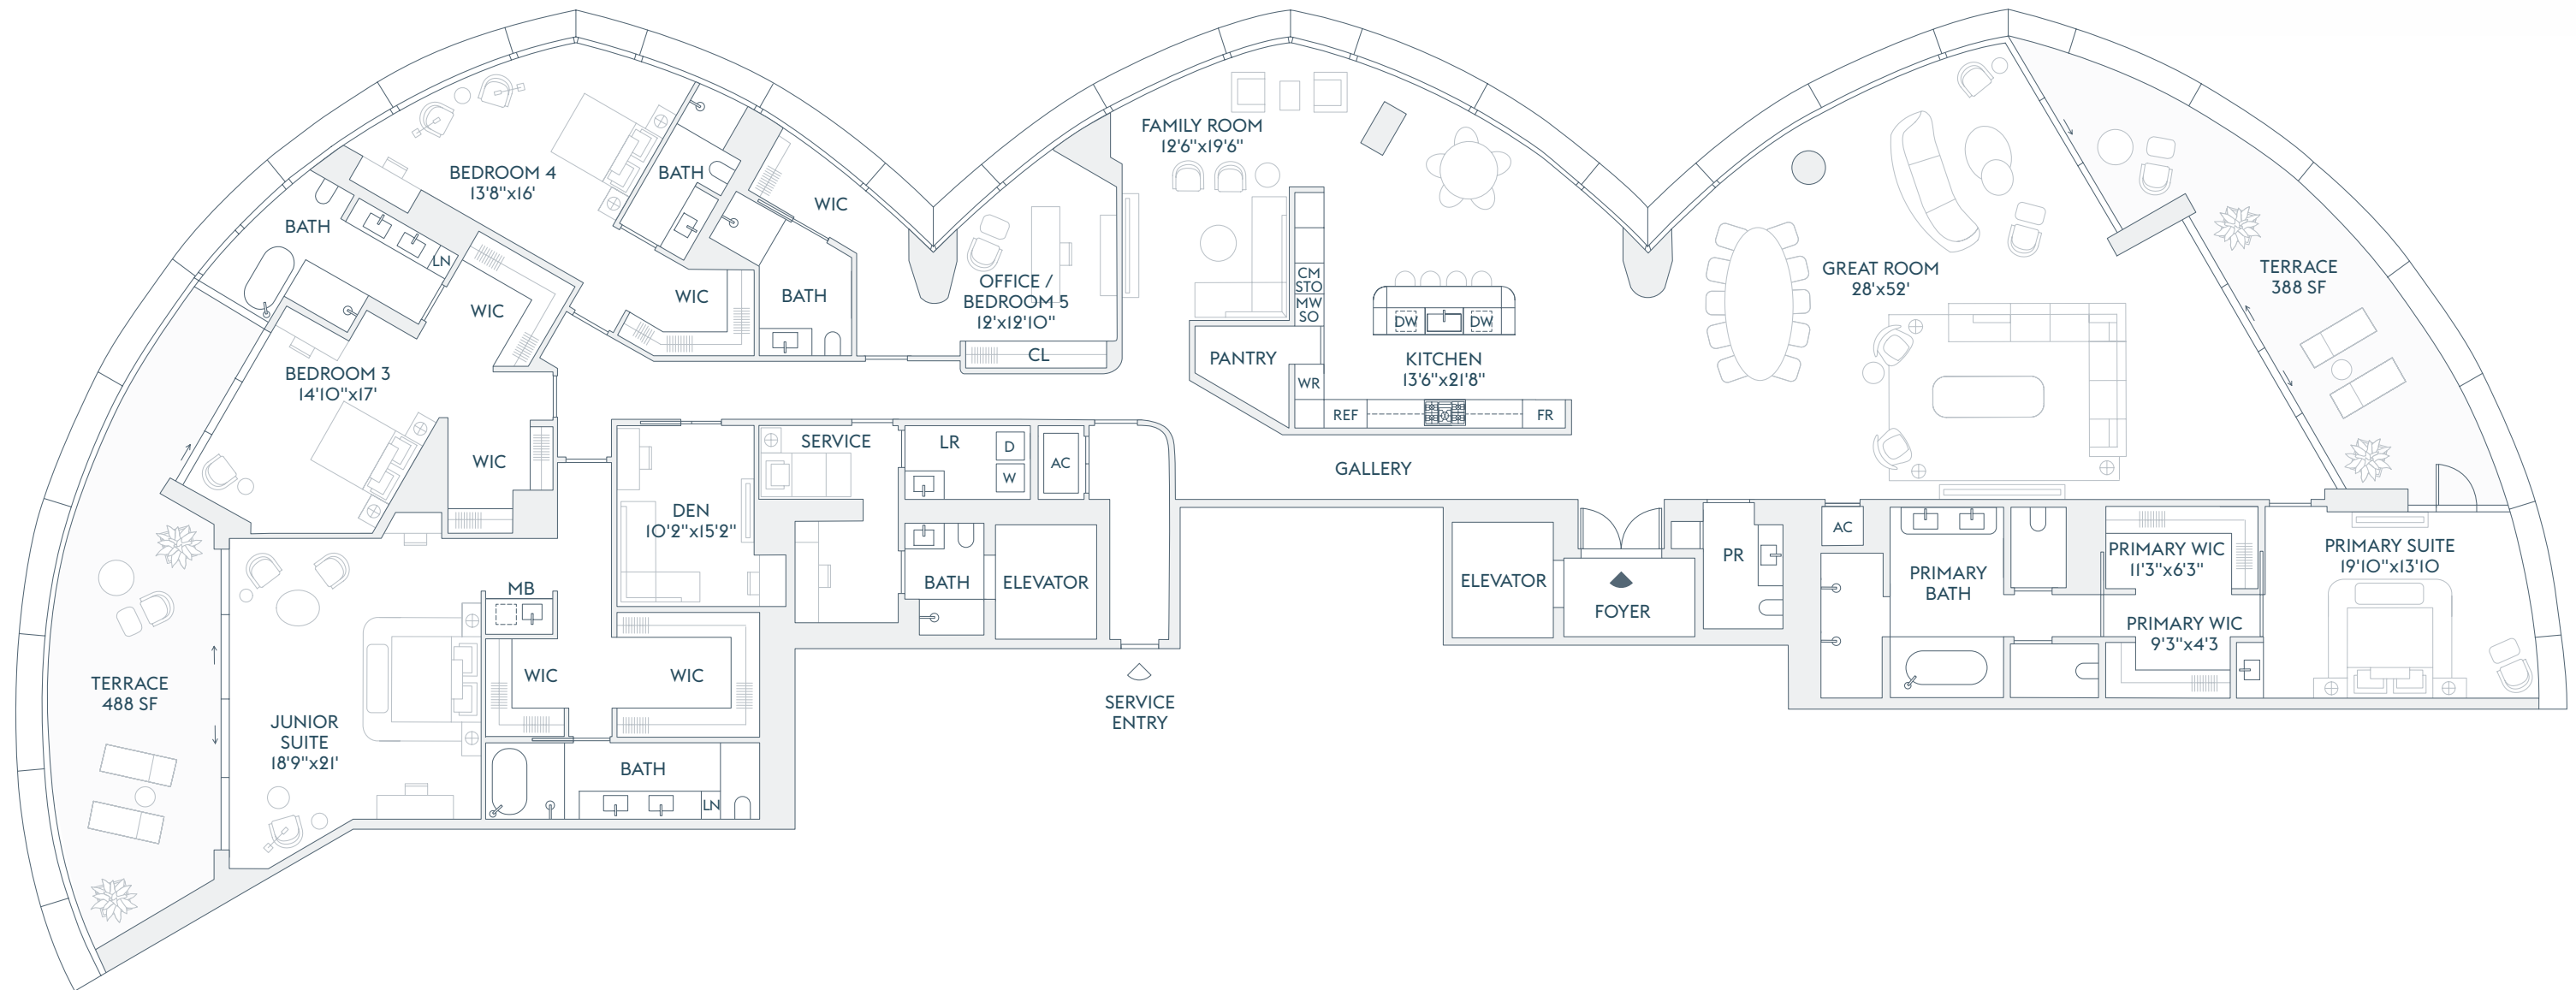 BEDROOM 4
13'8"x16'
BATH
WIC
BATH
LN
WIC
WIC
BATH
BEDROOM 3
14'10"x17'
WIC
OFFICE /
BEDROOM 5
12'x12'10"
CL
FAMILY ROOM
12'6"x19'6"
CM
STO
MW
SO
PANTRY
WR
DW
DW
KITCHEN
13'6"x21'8"
REF
FR
GREAT ROOM
28'x52'
TERRACE
388 SF
GALLERY
SERVICE
LR
D
W
AC
DEN
10'2"x15'2"
BATH
ELEVATOR
MB
WIC
WIC
TERRACE
488 SF
JUNIOR
SUITE
18'9"x21'
BATH
LN
SERVICE
ENTRY
ELEVATOR
FOYER
PR
AC
PRIMARY
BATH
PRIMARY WIC
11'3"x6'3"
PRIMARY WIC
9'3"x4'3
PRIMARY SUITE
19'10"x13'10